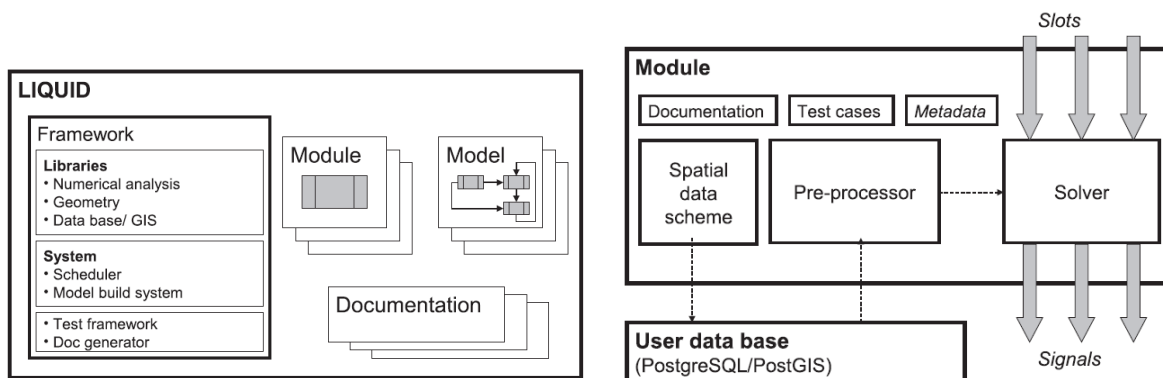 LIQUID
Framework
Libraries
• Numerical analysis
• Geometry
• Data base/ GIS
System
• Scheduler
• Model build system
• Test framework
• Doc generator
Module
Model
Documentation
Slots
Module
Documentation
Test cases
Metadata
Spatial
data
scheme
Pre-processor
Solver
User data base
(PostgreSQL/PostGIS)
Signals